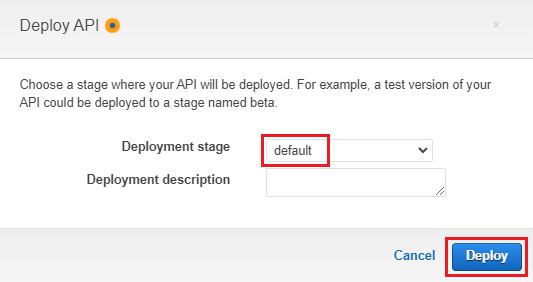 Deploy API
×
Choose a stage where your API will be deployed. For example, a test version of your
API could be deployed to a stage named beta.
Deployment stage default
Deployment description
Cancel Deploy